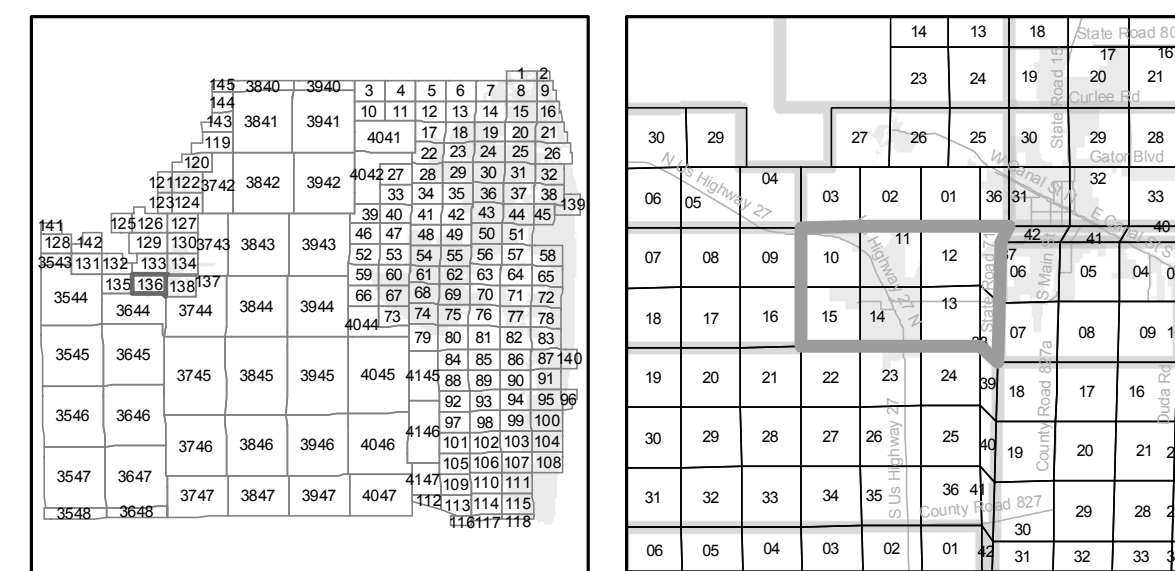 1 2
145 3840 3940 3 4 5 6 7 8 9
144 3841 3941 10 11 12 13 14 15 16
143 4041 17 18 19 20 21
119 22 23 24 25 26
120 3742 3842 3942 4042 27 28 29 30 31 32
121 122 33 34 35 36 37 38
123 124 39 40 41 42 43 44 45 139
141 125 126 127 46 47 48 49 50 51
128 142 129 130 3743 3843 3943 52 53 54 55 56 57 58
3543 131 132 133 134 59 60 61 62 63 64 65
135 136 138 137 66 67 68 69 70 71 72
3544 3644 3744 3844 3944 4044 73 74 75 76 77 78
79 80 81 82 83
3545 3645 84 85 86 87 140
3745 3845 3945 4045 4145 88 89 90 91
3546 3646 92 93 94 95 96
4146 97 98 99 100
3746 3846 3946 4046 101 102 103 104
105 106 107 108
3547 3647 4147 109 110 111
3747 3847 3947 4047 112 113 114 115
3548 3648 116 117 118
14 13 18 State Road 80
17 16
23 24 19 20 21
State Road 15
Curlee Rd
30 29 27 26 25 30 29 28
N Us Highway 27
W Canal St N
Gator Blvd
04 32
06 05 03 02 01 36 31 33
E Canal St S
42 41 40
07 08 09 10 11 12 37
Highway 27 N
State Road 71
S Main St
06 05 04 0
18 17 16 15 14 13
07 08 09 1
19 20 21 22 23 24 39 18 17 16
County Road 827a
Duda Rd
S Us Highway 27
30 29 28 27 26 25 40 19 20 21 2
31 32 33 34 35 36 41
County Road 827
29 28 2
30
06 05 04 03 02 01 42 31 32 33 3